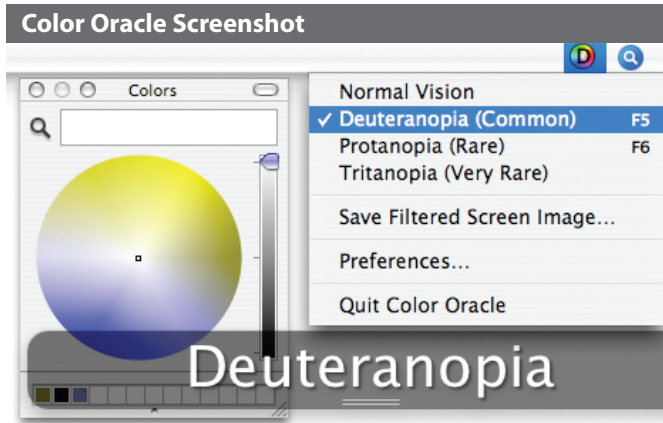 Color Oracle Screenshot
D
Colors
Normal Vision
✓ Deuteranopia (Common) F5
Protanopia (Rare) F6
Tritanopia (Very Rare)
Save Filtered Screen Image...
Preferences...
Quit Color Oracle
Deuteranopia